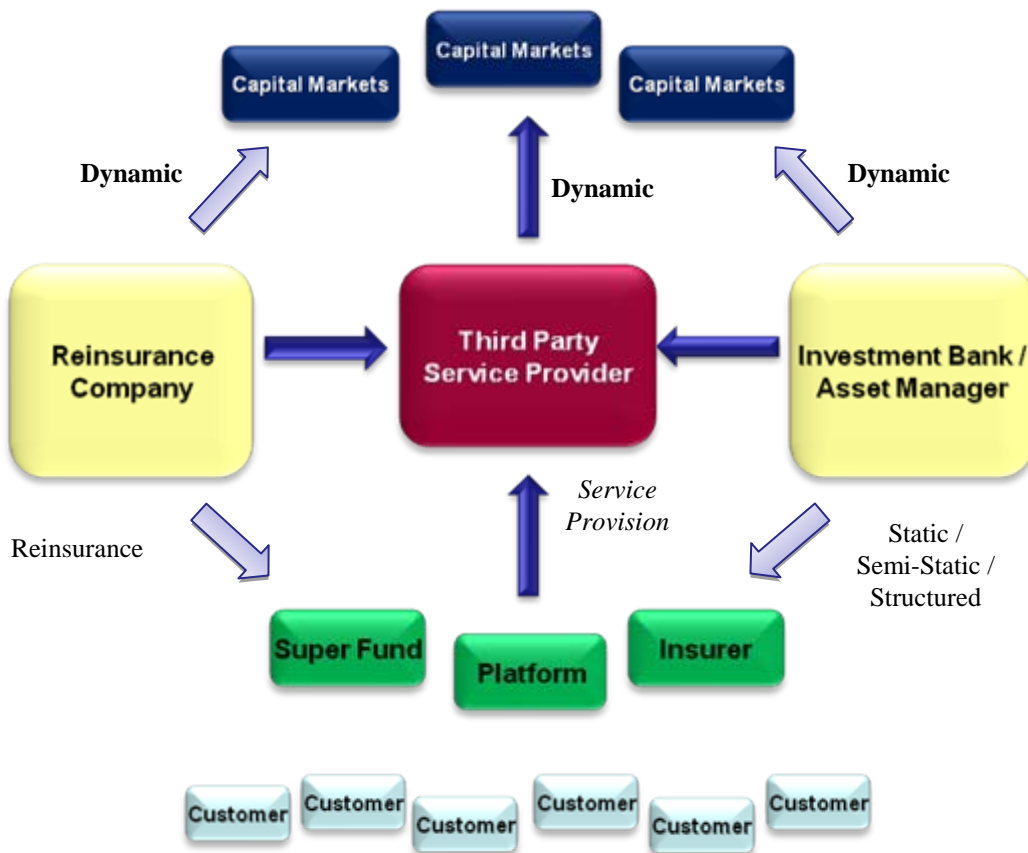 Capital Markets
Capital Markets
Capital Markets
Dynamic
Dynamic
Dynamic
Reinsurance
Company
Third Party
Service Provider
Investment Bank /
Asset Manager
Reinsurance
Service
Provision
Static /
Semi-Static /
Structured
Super Fund
Platform
Insurer
Customer
Customer
Customer
Customer
Customer
Customer